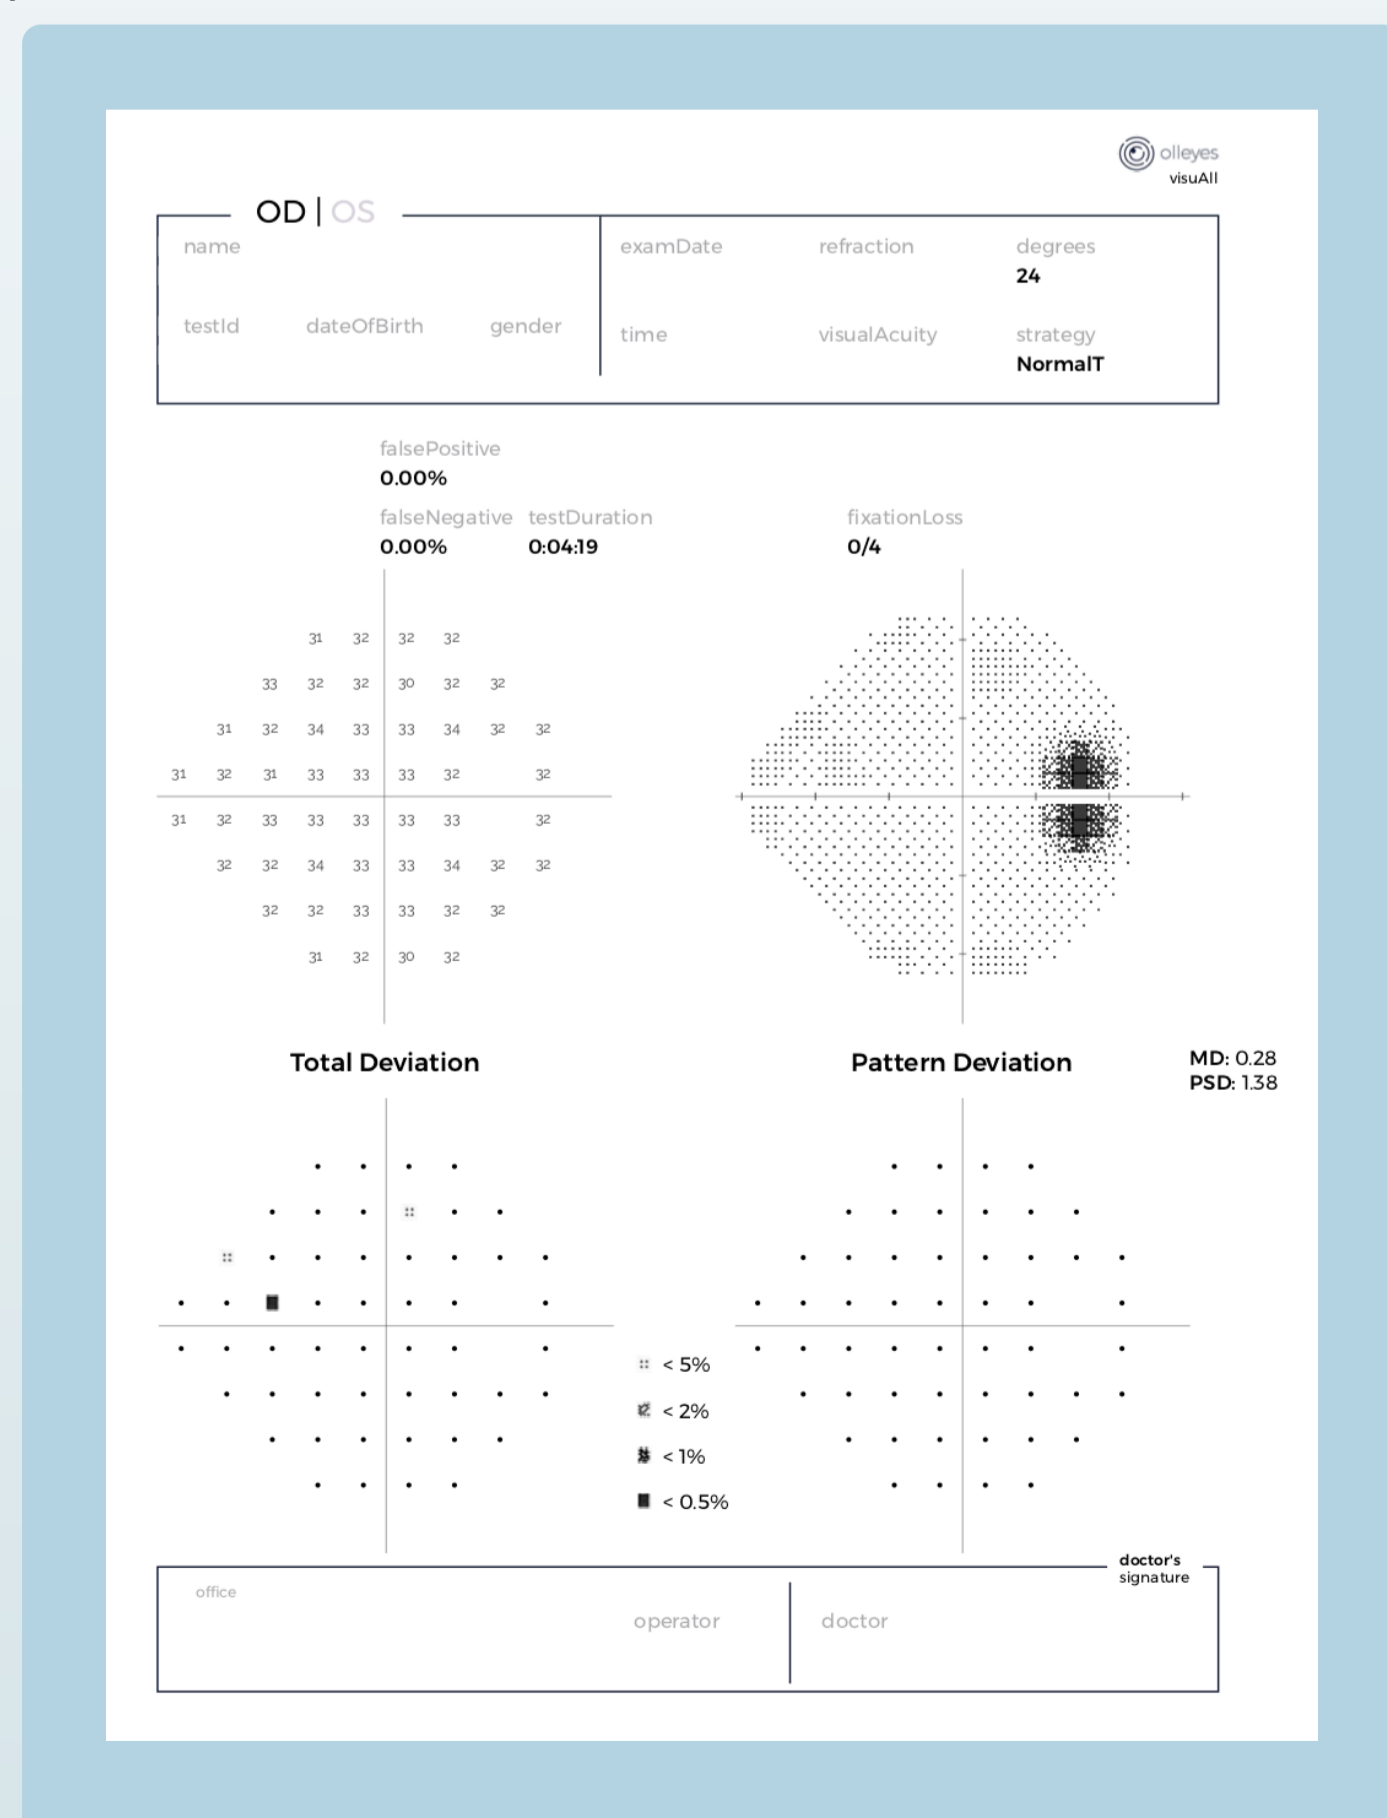 olleyes
visuAll
OD | OS
name
examDate refraction degrees
24
testId dateOfBirth gender
time visualAcuity strategy
NormalT
falsePositive
0.00%
falseNegative testDuration fixationLoss
0.00% 0:04:19 0/4
31 32 32 32
33 32 32 30 32 32
31 32 34 33 33 34 32 32
31 32 31 33 33 33 32 32
31 32 33 33 33 33 33 32
32 32 34 33 33 34 32 32
32 32 33 33 32 32
31 32 30 32
Total Deviation Pattern Deviation MD: 0.28
PSD: 1.38
< 5%
< 2%
< 1%
< 0.5%
doctor's
signature
office
operator doctor